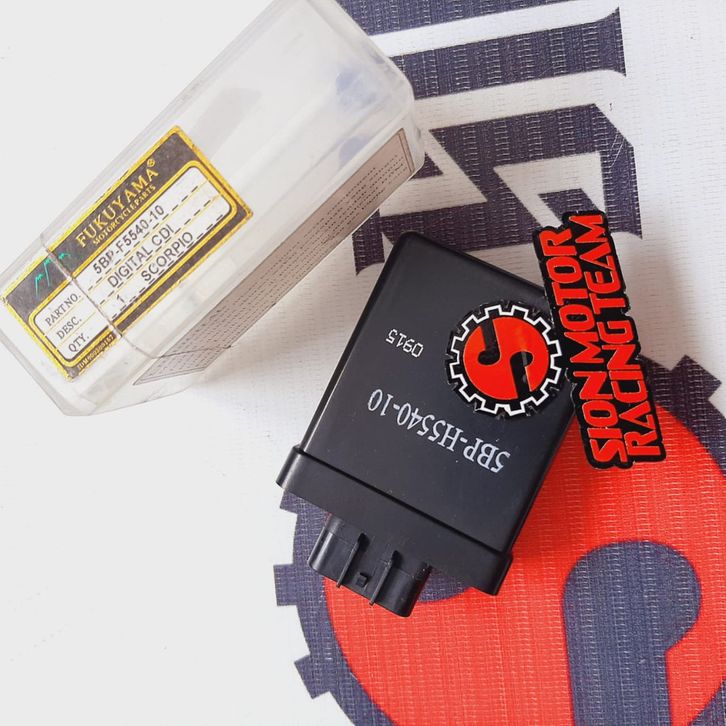 FUKUYAMA®
MOTORCYCLE PARTS
PART NO. 5BP-F5540-10
DESC. DIGITAL CDI
QTY. 1 SCORPIO
0915
5BP-H5540-10
SION MOTOR
RACING TEAM